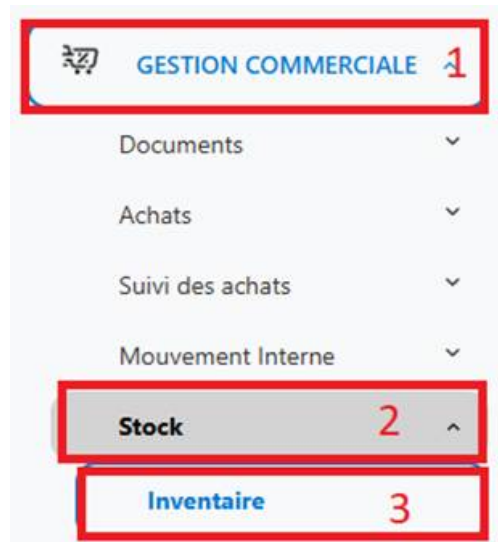 GESTION COMMERCIALE 1
Documents
Achats
Suivi des achats
Mouvement Interne
Stock 2
Inventaire 3